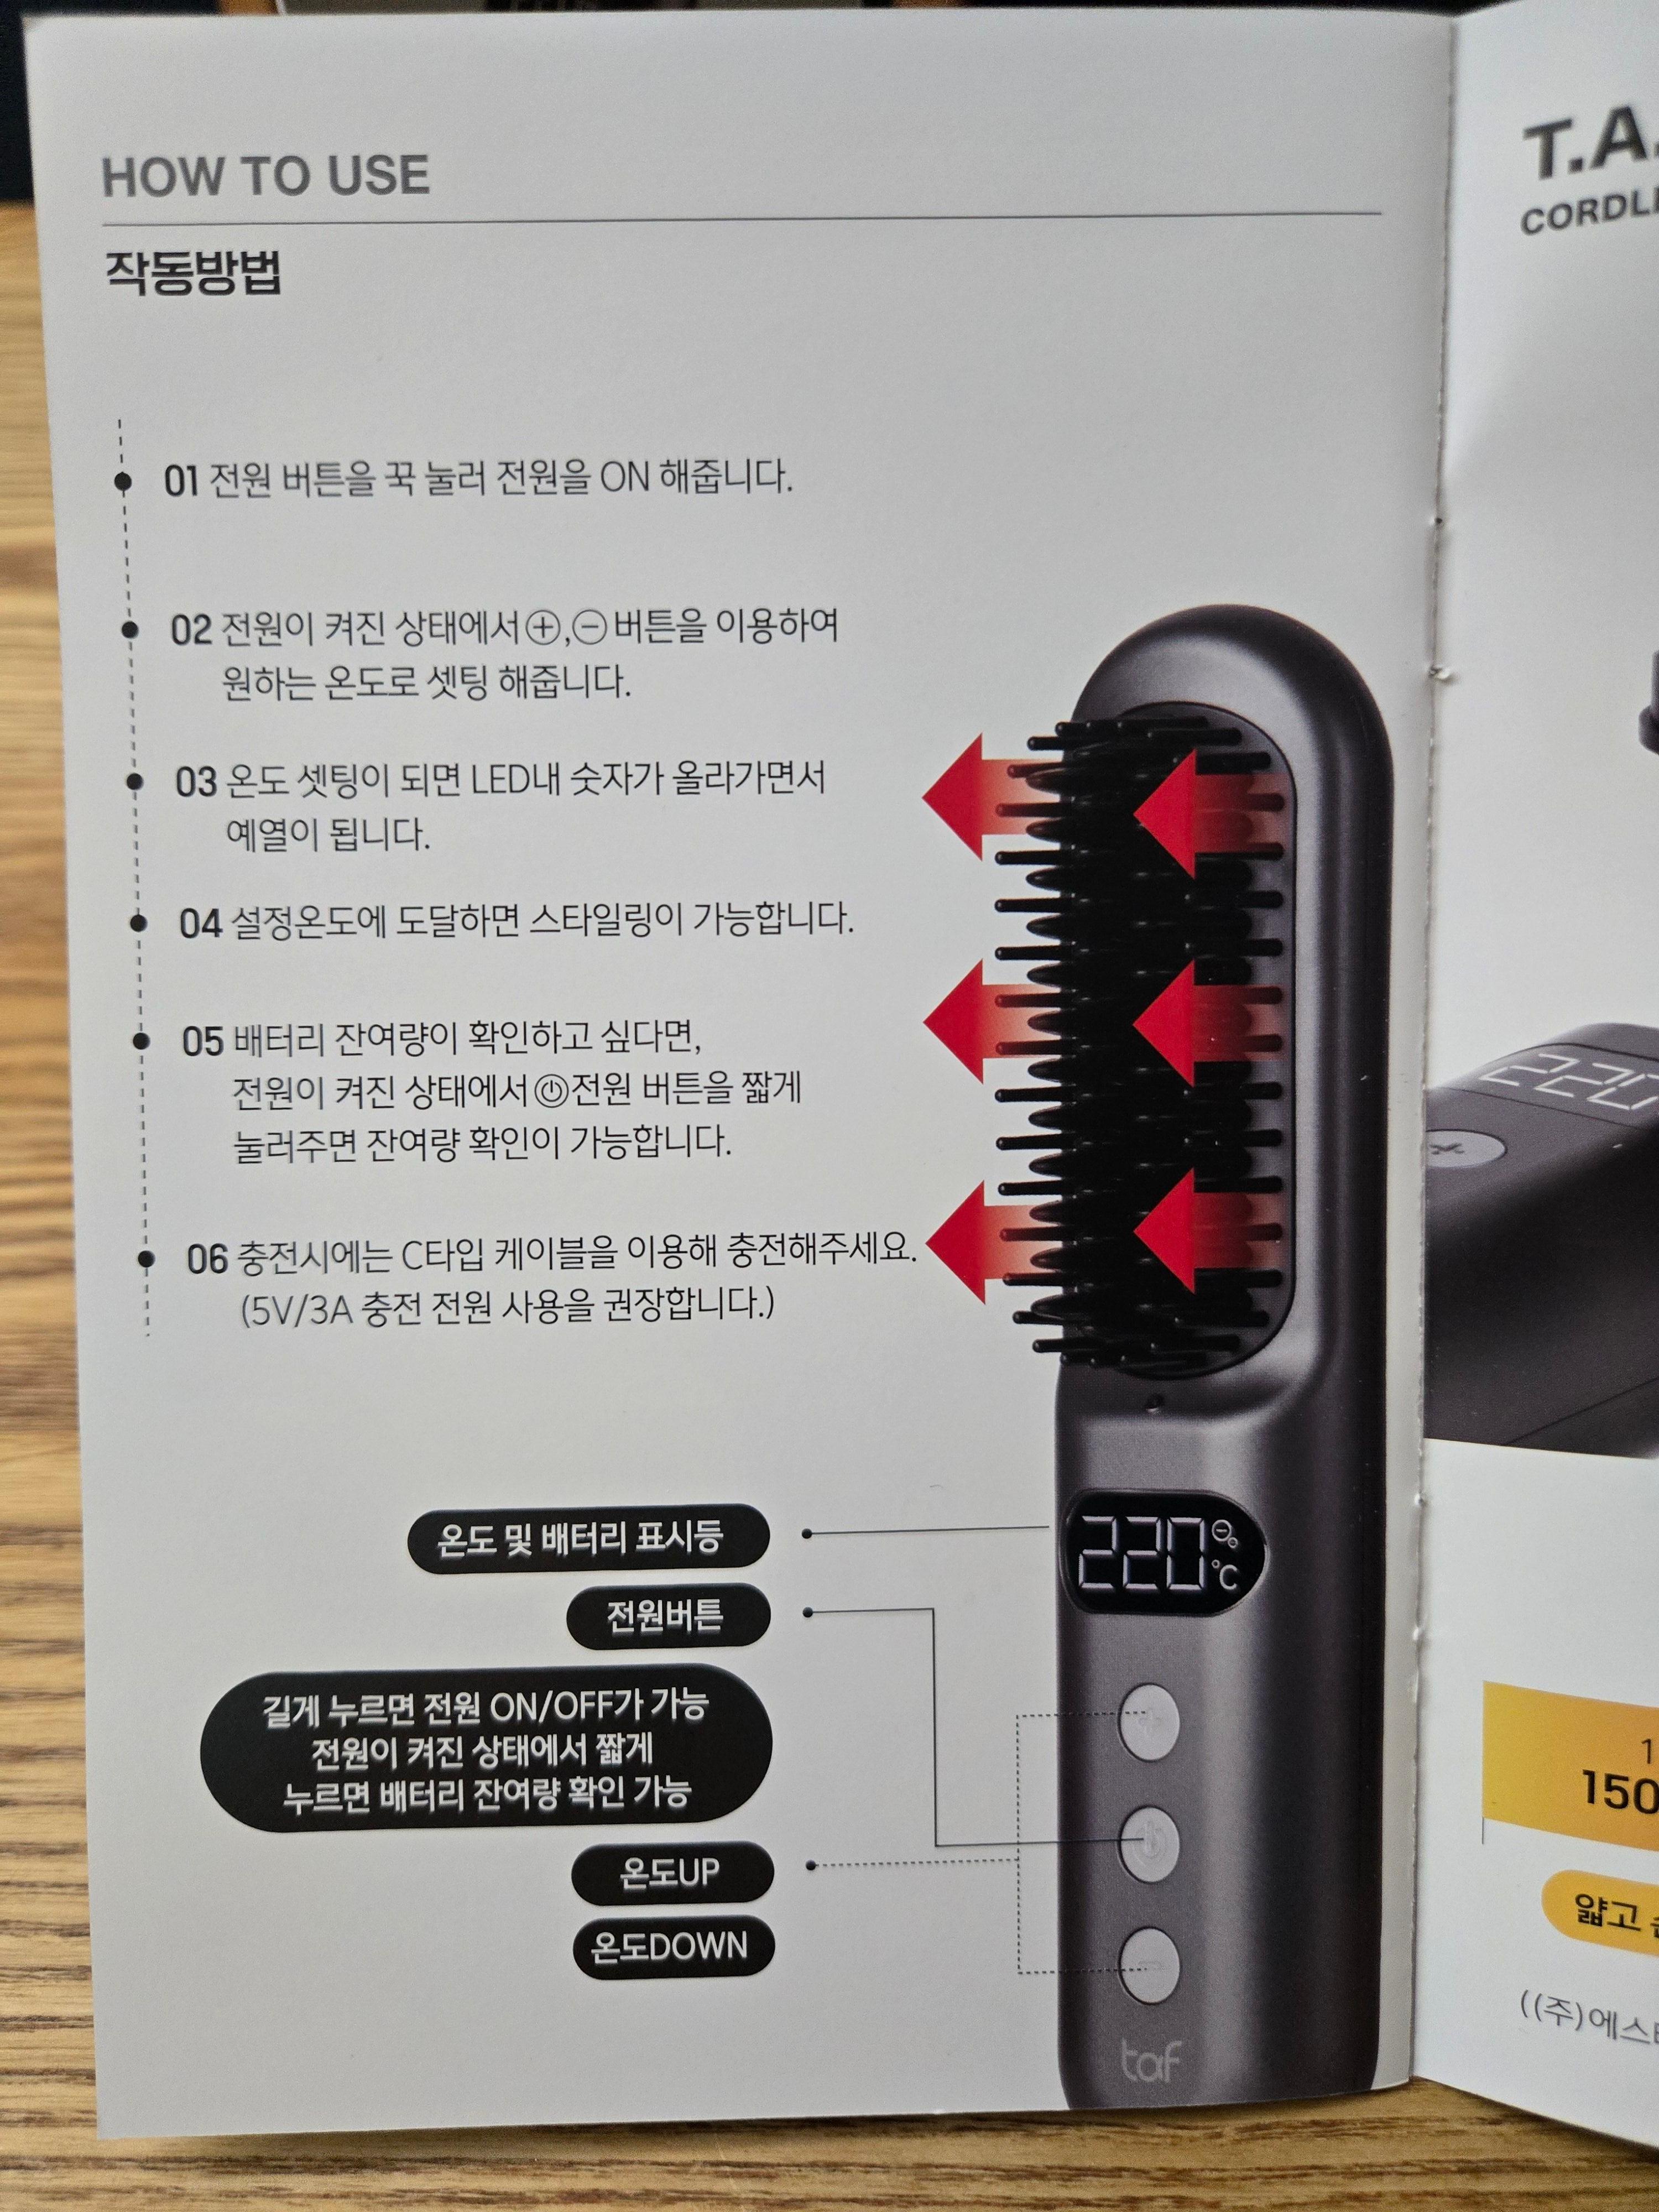 HOW TO USE
작동방법
01 전원 버튼을 꾹 눌러 전원을 ON 해줍니다.
02 전원이 켜진 상태에서⊕,⊖버튼을 이용하여
원하는 온도로 셋팅 해줍니다.
03 온도 셋팅이 되면 LED내 숫자가 올라가면서
예열이 됩니다.
04 설정온도에 도달하면 스타일링이 가능합니다.
05 배터리 잔여량이 확인하고 싶다면,
전원이 켜진 상태에서⏻전원 버튼을 짧게
눌러주면 잔여량 확인이 가능합니다.
06 충전시에는 C타입 케이블을 이용해 충전해주세요.
(5V/3A 충전 전원 사용을 권장합니다.)
온도 및 배터리 표시등
220 °C
전원버튼
길게 누르면 전원 ON/OFF가 가능
전원이 켜진 상태에서 짧게
누르면 배터리 잔여량 확인 가능
온도UP
온도DOWN
taf
T.A.
CORDL
220
150
얇고
((주)에스